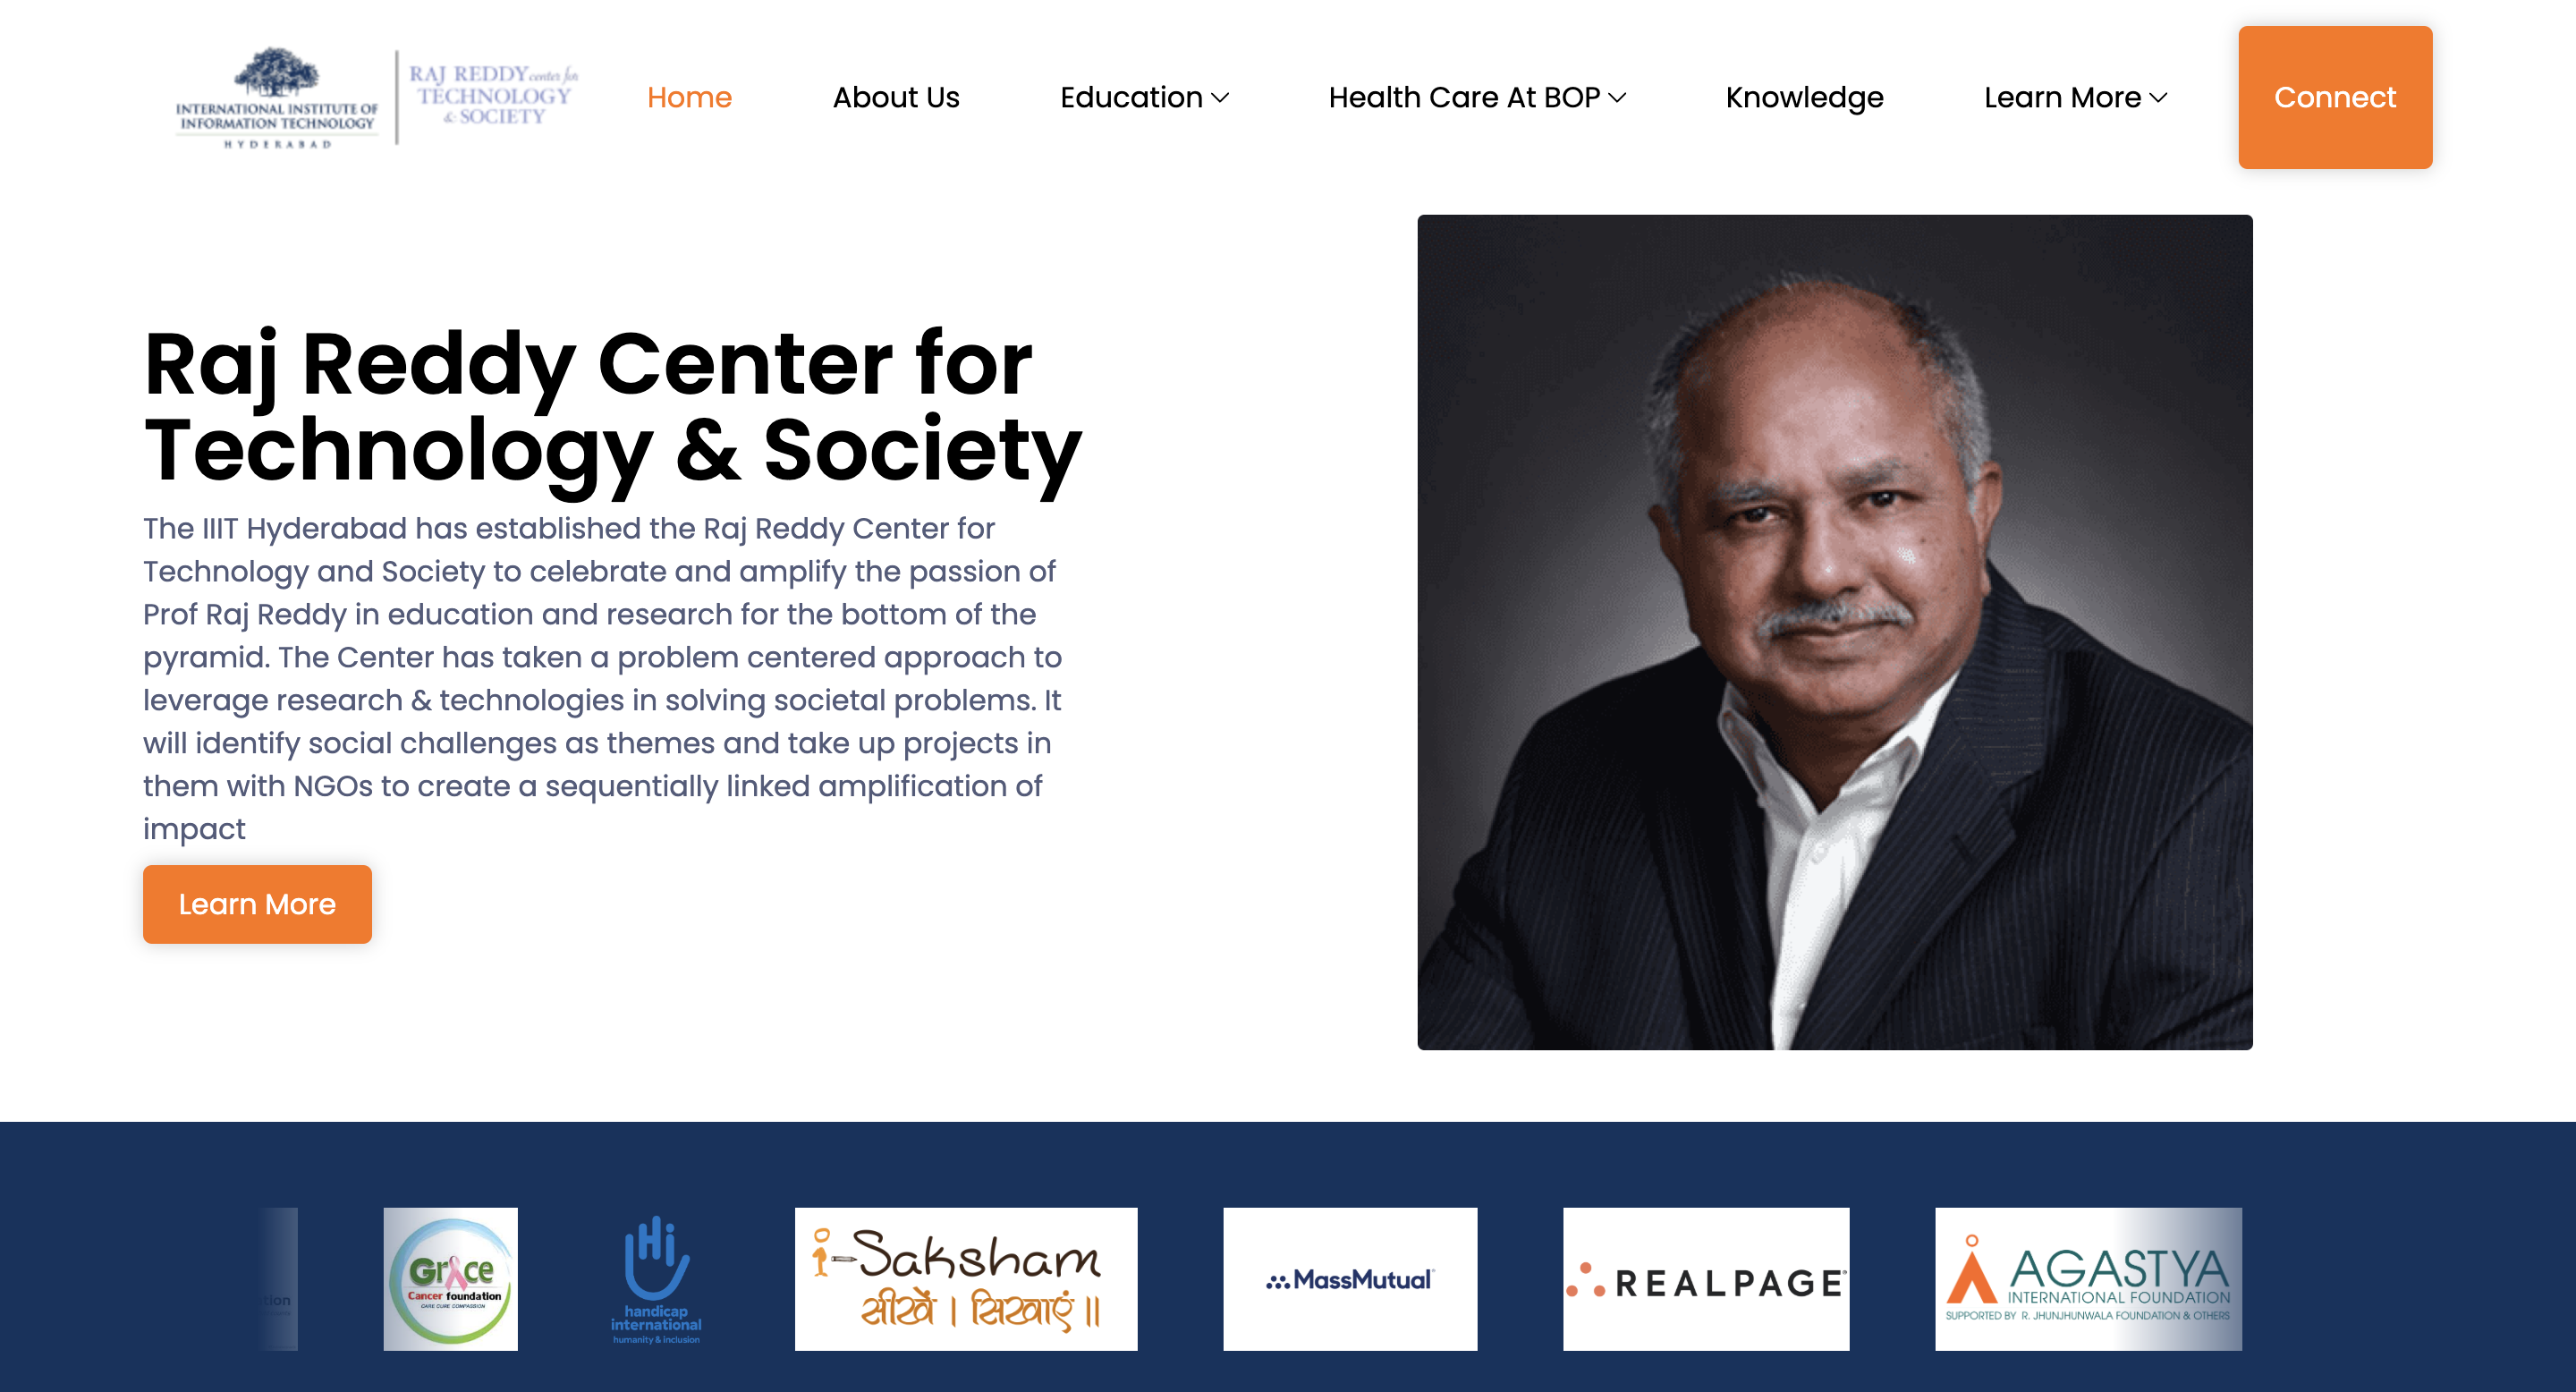 INTERNATIONAL INSTITUTE OF
INFORMATION TECHNOLOGY
HYDERABAD
RAJ REDDY center for
TECHNOLOGY
& SOCIETY
Home
About Us
Education
Health Care At BOP
Knowledge
Learn More
Connect
Raj Reddy Center for
Technology & Society
The IIIT Hyderabad has established the Raj Reddy Center for
Technology and Society to celebrate and amplify the passion of
Prof Raj Reddy in education and research for the bottom of the
pyramid. The Center has taken a problem centered approach to
leverage research & technologies in solving societal problems. It
will identify social challenges as themes and take up projects in
them with NGOs to create a sequentially linked amplification of
impact
Learn More
Grace
Cancer foundation
CARE CURE COMPASSION
Hi
handicap
international
humanity & inclusion
i-Saksham
सीखें । सिखाएं ॥
MassMutual
REALPAGE
AGASTYA
INTERNATIONAL FOUNDATION
SUPPORTED BY R. JHUNJHUNWALA FOUNDATION & OTHERS